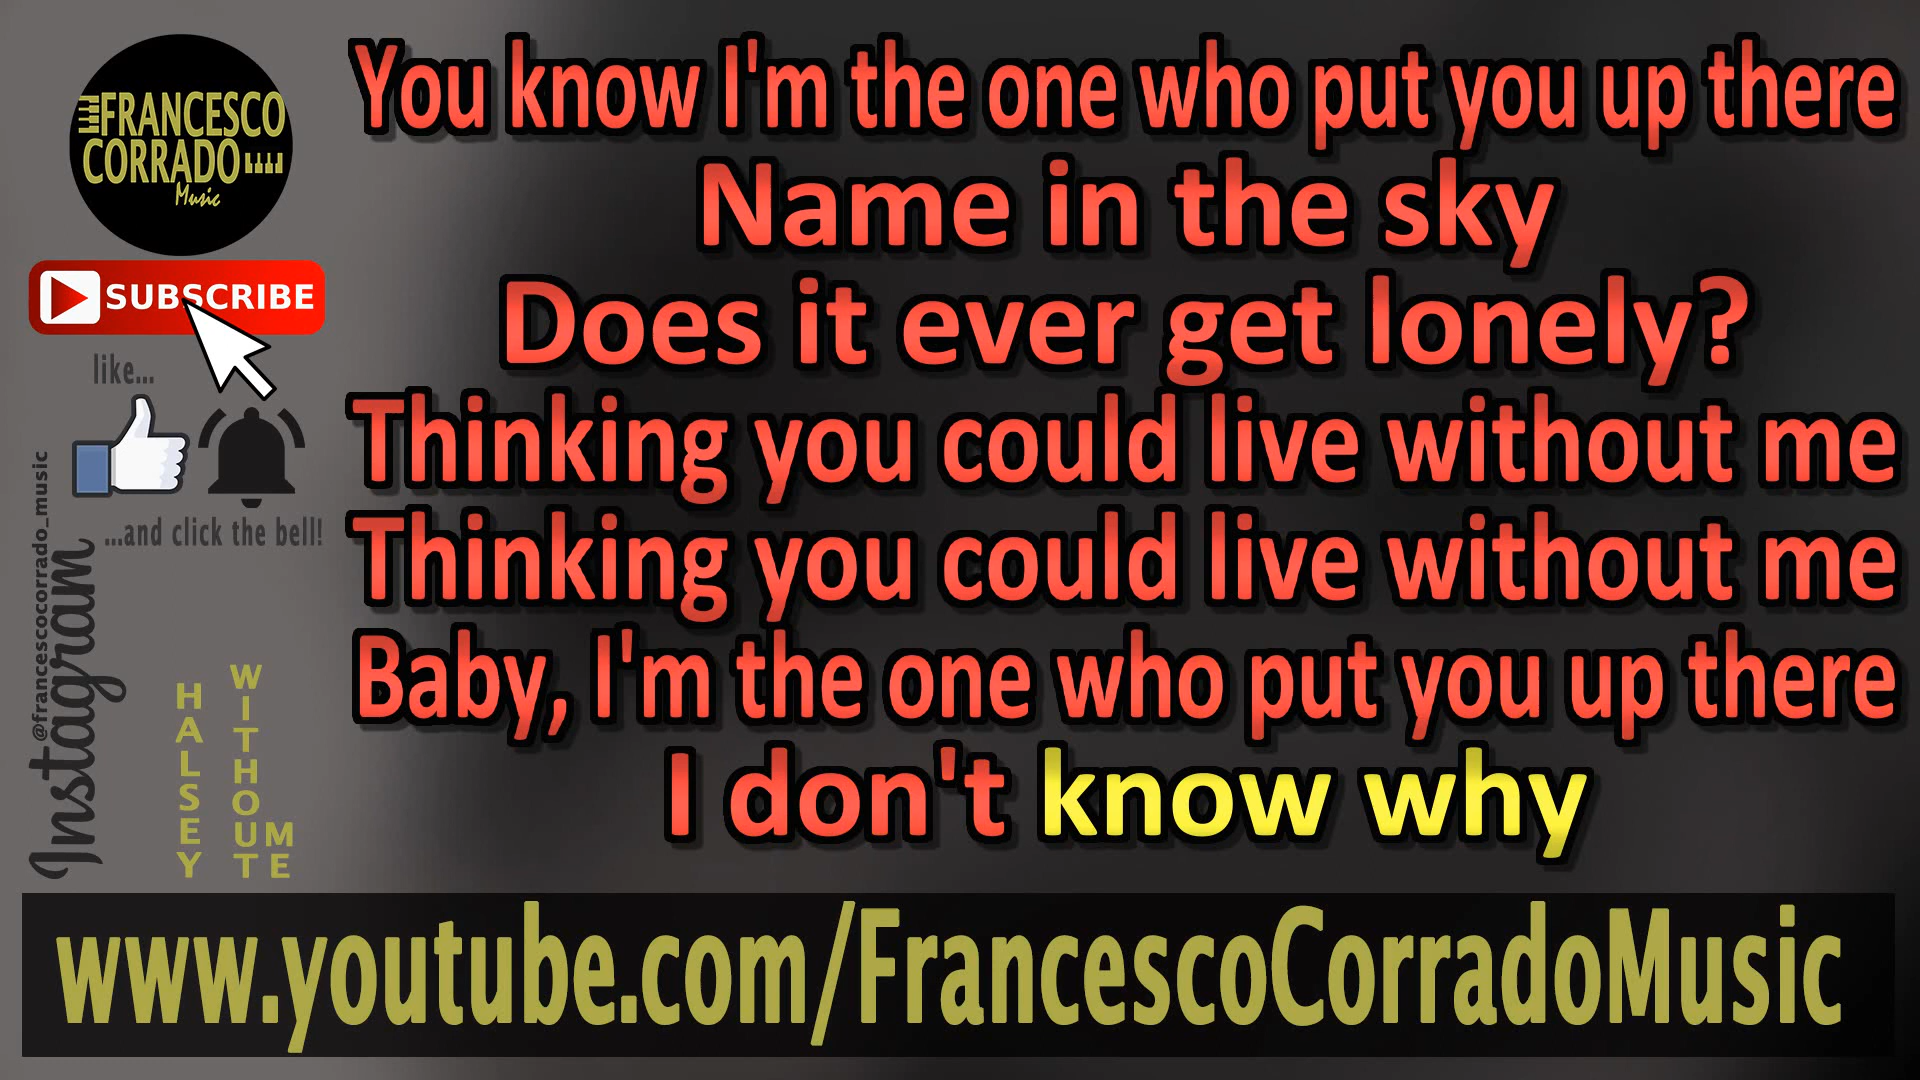 FRANCESCO
CORRADO
Music
SUBSCRIBE
like...
...and click the bell!
@francescocorrado_music
Instagram
HALSEY
WITHOUT
ME
You know I'm the one who put you up there
Name in the sky
Does it ever get lonely?
Thinking you could live without me
Thinking you could live without me
Baby, I'm the one who put you up there
I don't know why
www.youtube.com/FrancescoCorradoMusic